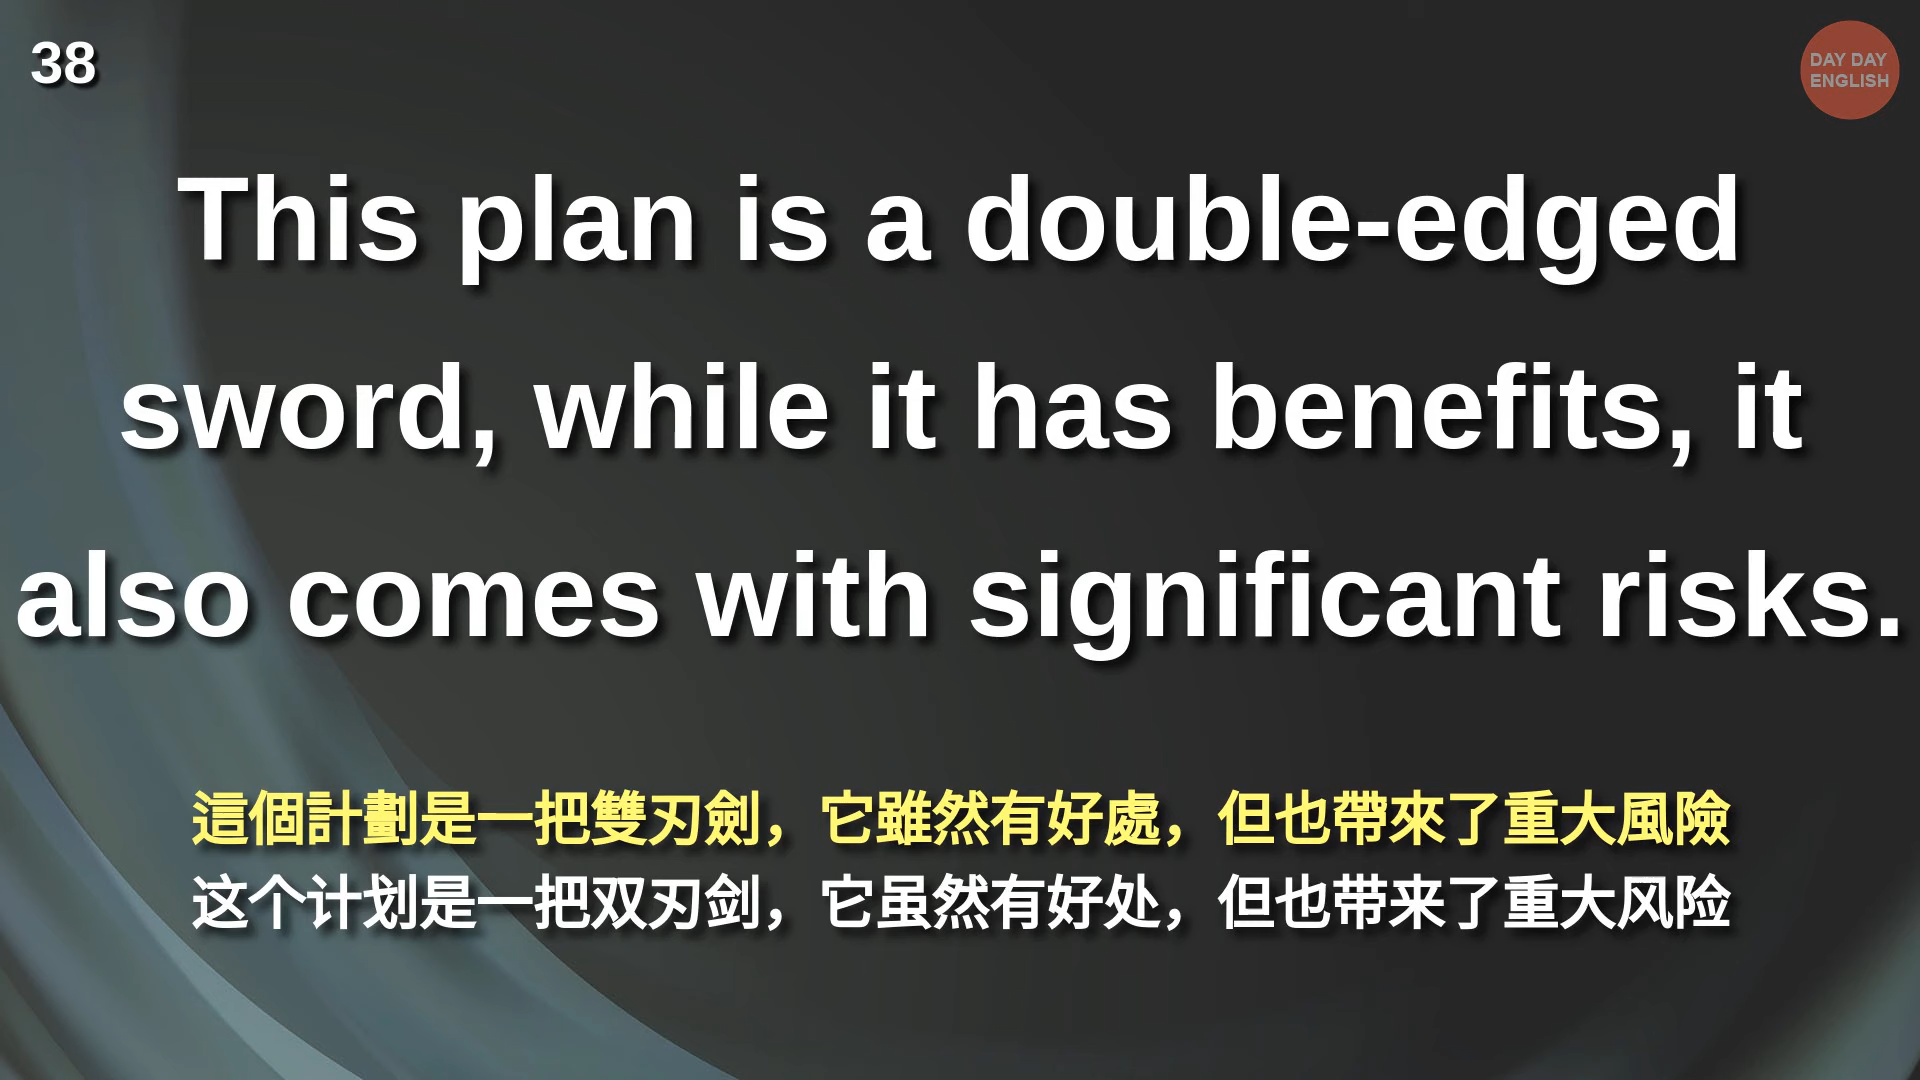 38
DAY DAY
ENGLISH
This plan is a double-edged
sword, while it has benefits, it
also comes with significant risks.
這個計劃是一把雙刃劍，它雖然有好處，但也帶來了重大風險
这个计划是一把双刃剑，它虽然有好处，但也带来了重大风险